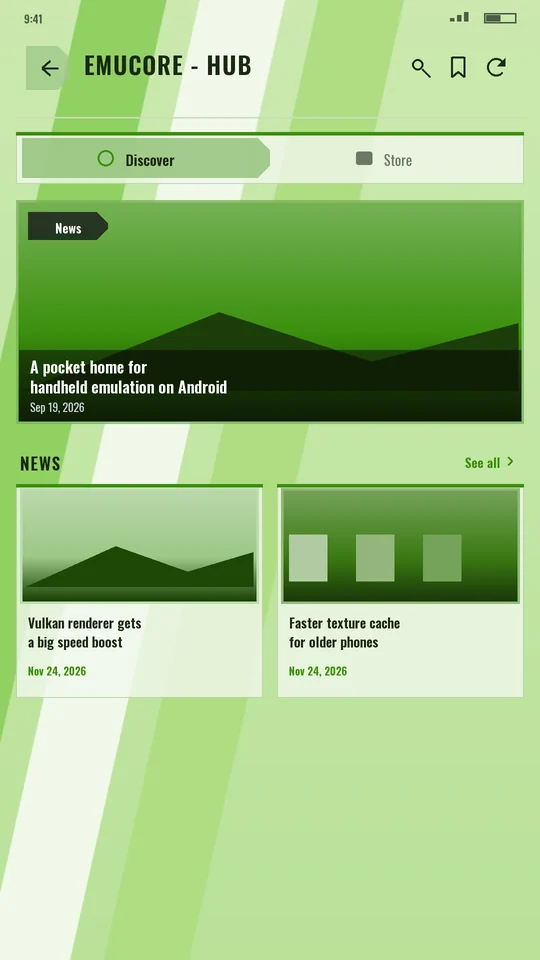 9:41
EMUCORE - HUB
Discover
Store
News
A pocket home for
handheld emulation on Android
Sep 19, 2026
NEWS
See all
Vulkan renderer gets
a big speed boost
Nov 24, 2026
Faster texture cache
for older phones
Nov 24, 2026